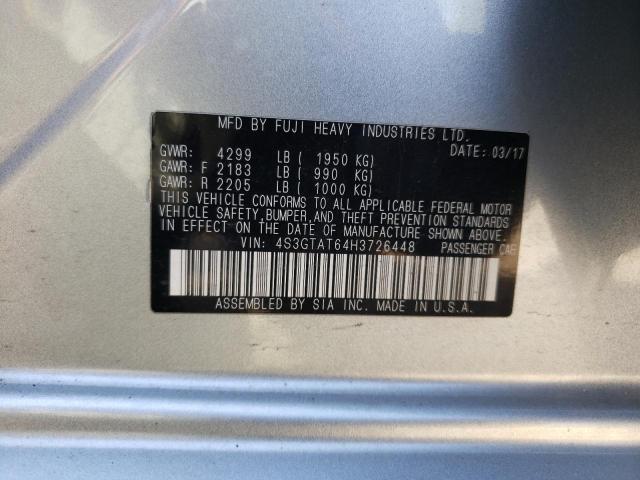 MFD BY FUJI HEAVY INDUSTRIES LTD.
GVWR: 4299 LB ( 1950 KG) DATE: 03/17
GAWR: F 2183 LB ( 990 KG)
GAWR: R 2205 LB ( 1000 KG)
THIS VEHICLE CONFORMS TO ALL APPLICABLE FEDERAL MOTOR
VEHICLE SAFETY, BUMPER, AND THEFT PREVENTION STANDARDS
IN EFFECT ON THE DATE OF MANUFACTURE SHOWN ABOVE.
VIN: 4S3GTAT64H3726448 PASSENGER CAR
ASSEMBLED BY SIA INC. MADE IN U.S.A.